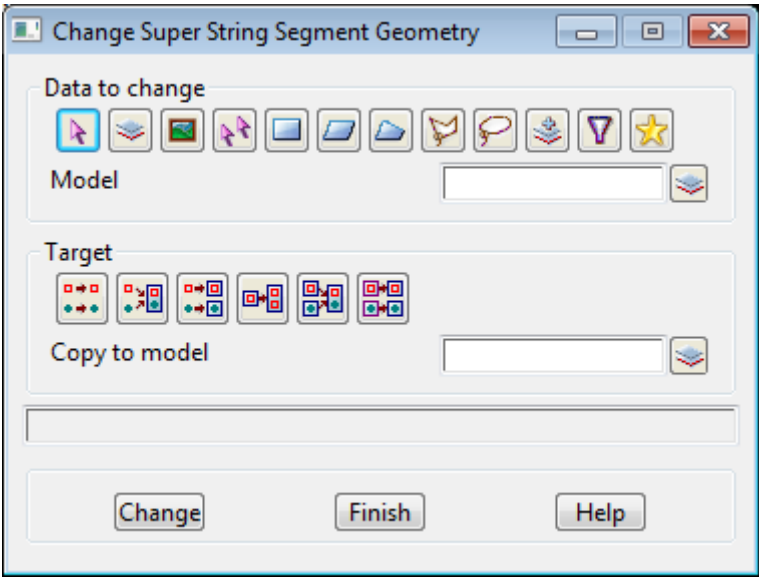 Change Super String Segment Geometry
Data to change
Model
Target
Copy to model
Change
Finish
Help